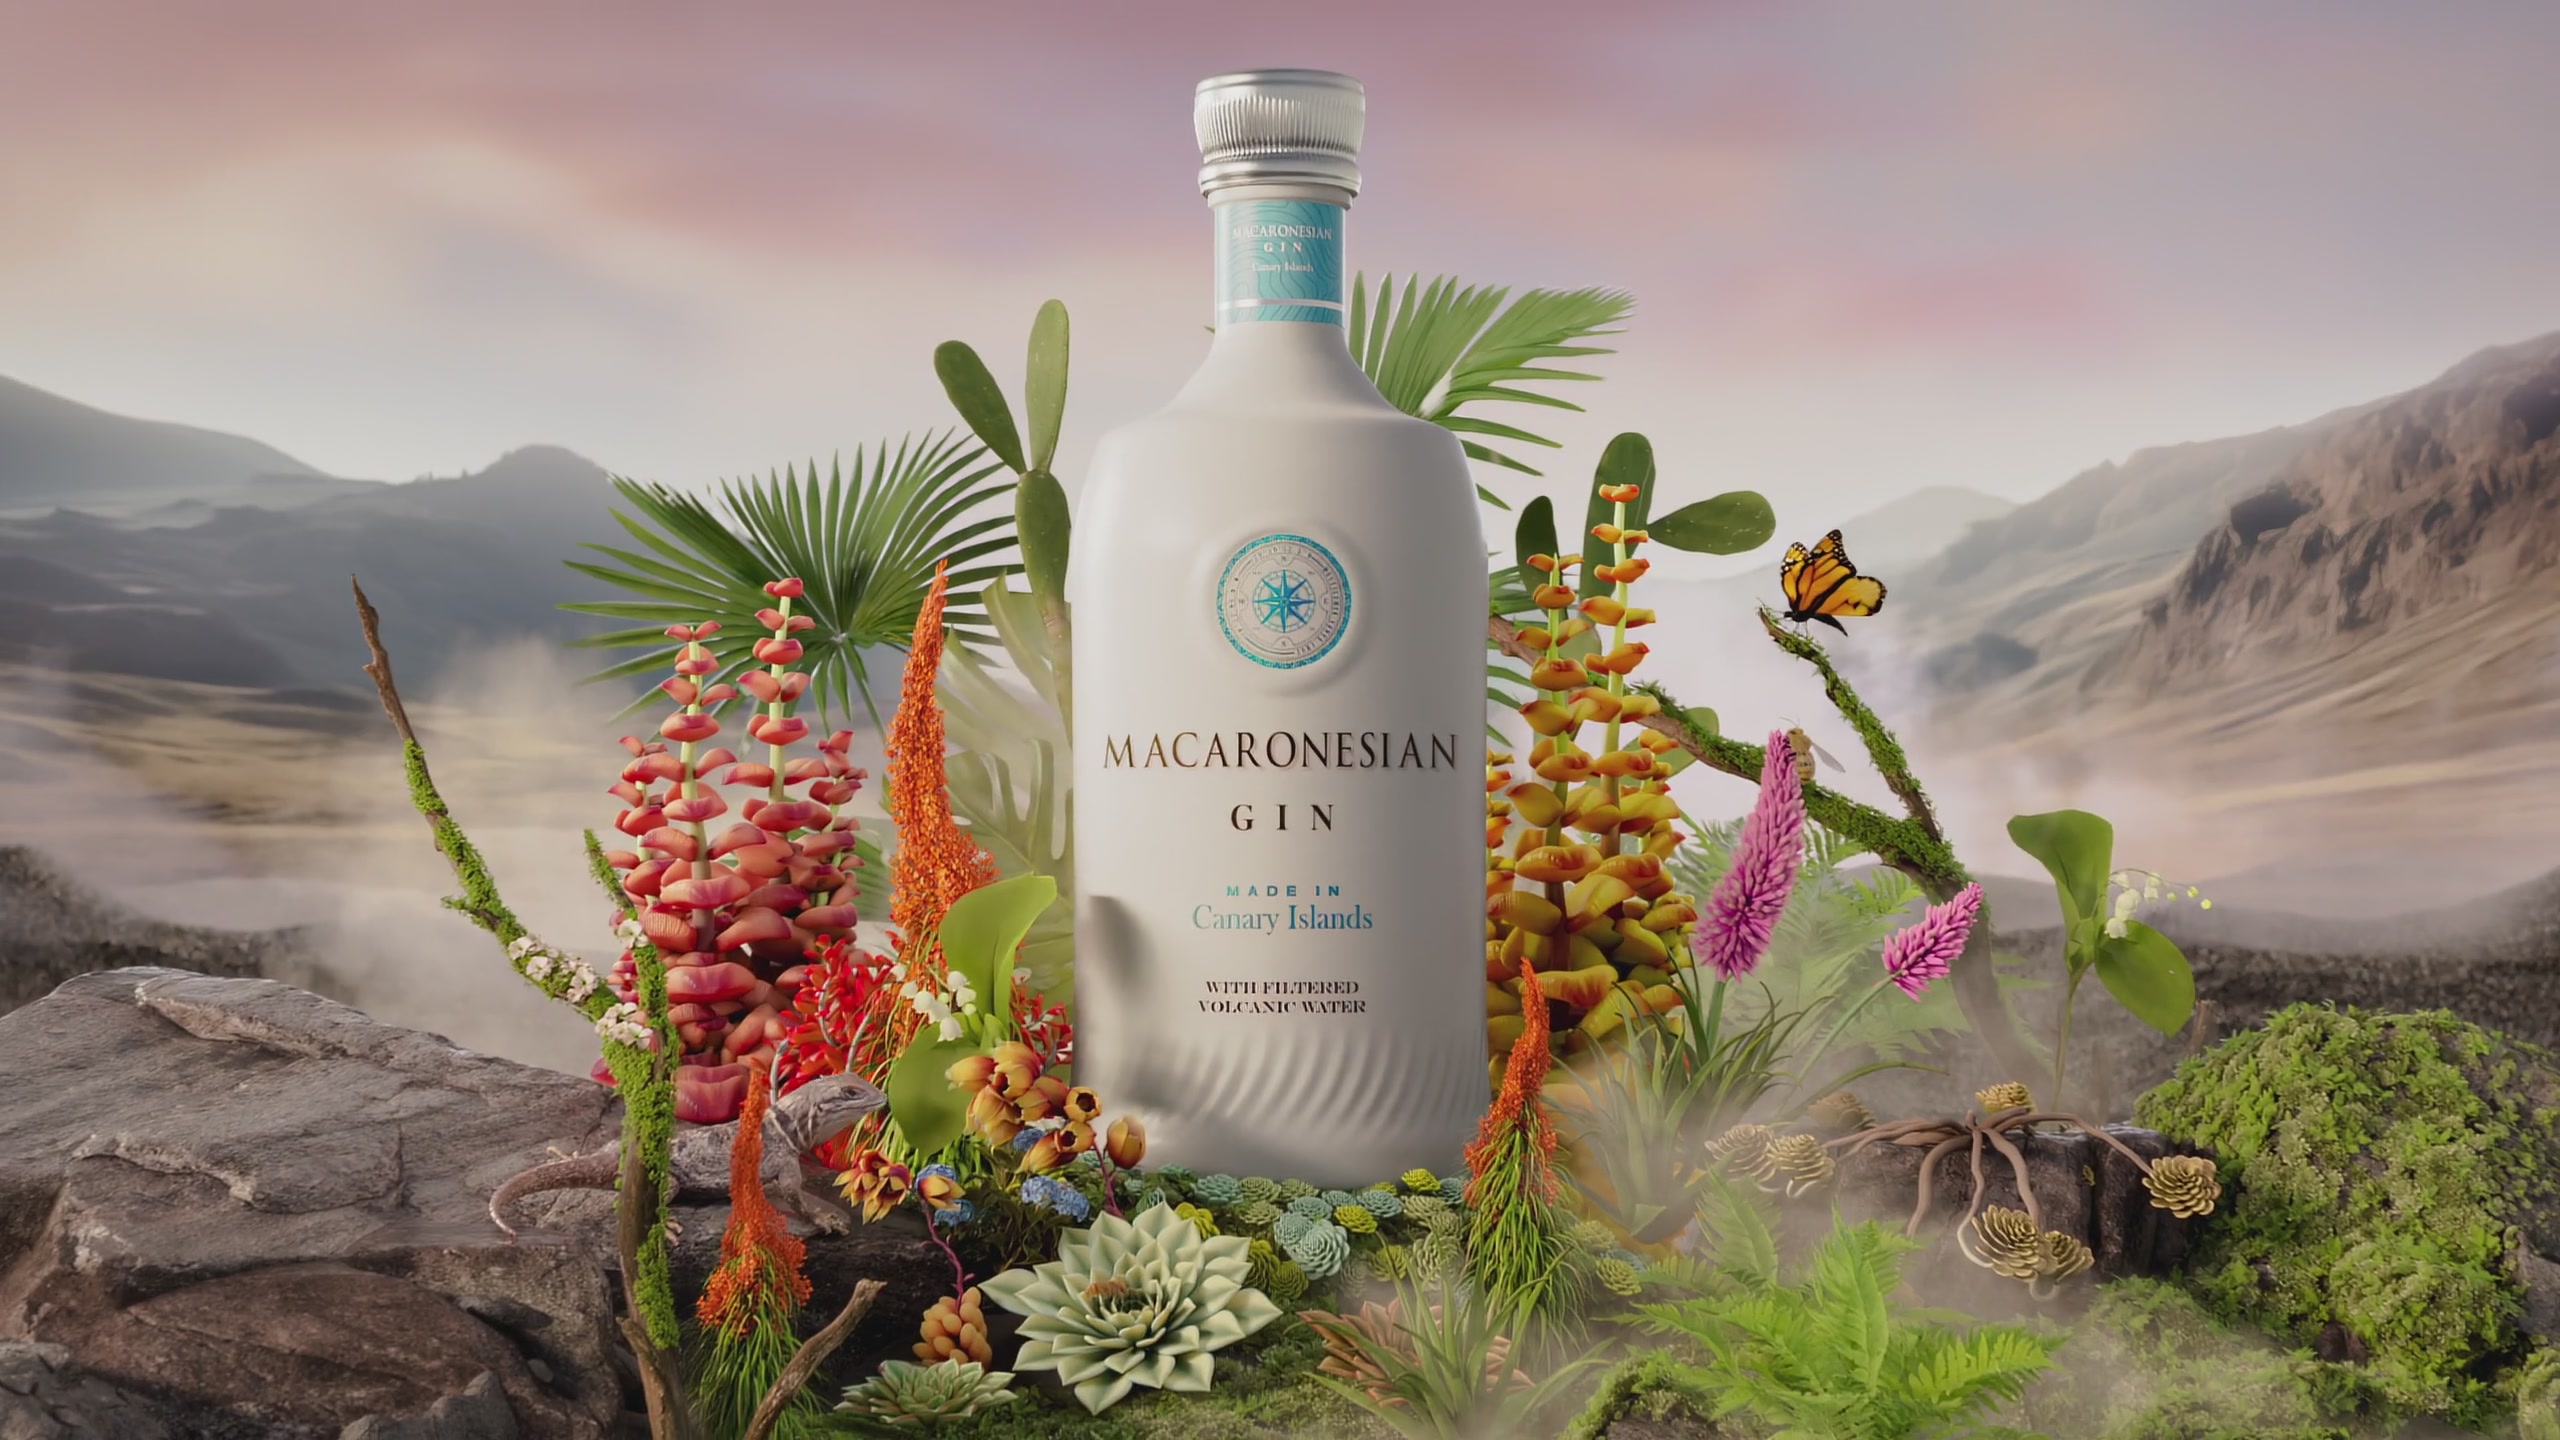 MACARONESIAN
GIN
Canary Islands
MACARONESIAN
GIN
MADE IN
Canary Islands
WITH FILTERED
VOLCANIC WATER